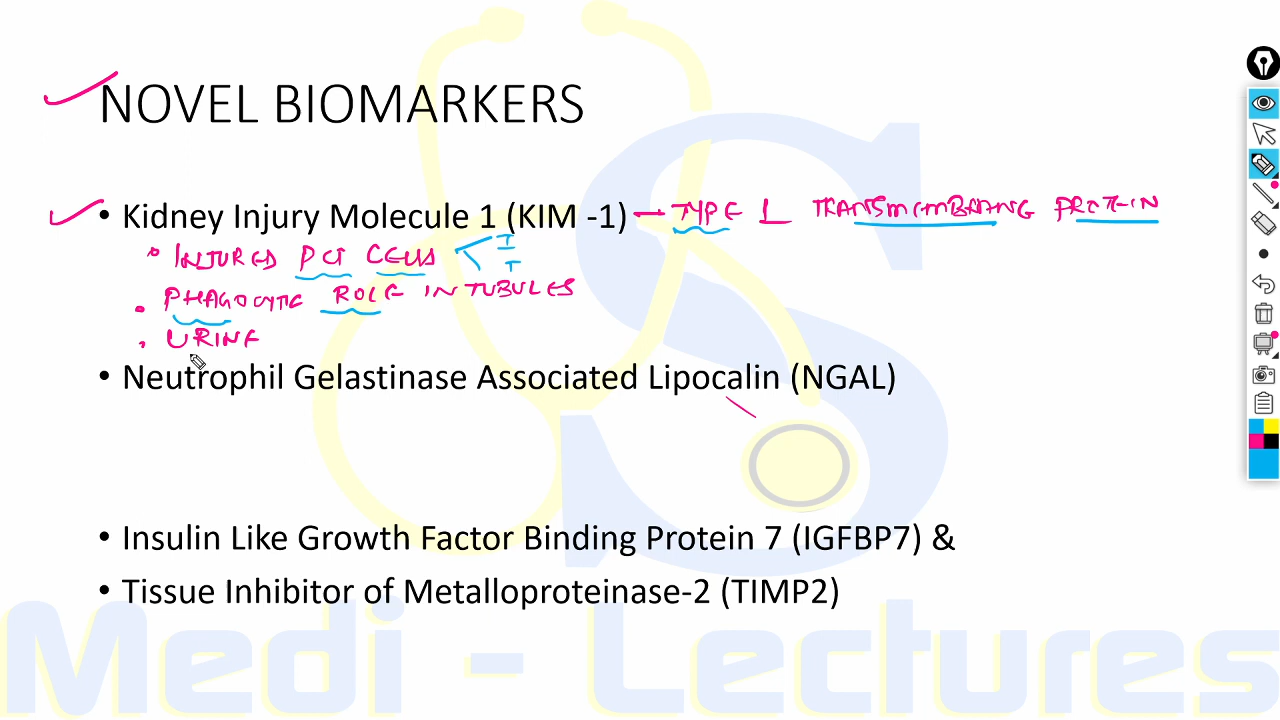 NOVEL BIOMARKERS
• Kidney Injury Molecule 1 (KIM -1) — TYPE 1 TRANSMEMBRANE PROTEIN
• INJURED PCT CELLS < I I
• PHAGOCYTIC ROLE IN TUBULES
• URINE
• Neutrophil Gelastinase Associated Lipocalin (NGAL)
• Insulin Like Growth Factor Binding Protein 7 (IGFBP7) &
• Tissue Inhibitor of Metalloproteinase-2 (TIMP2)
Medi - Lectures